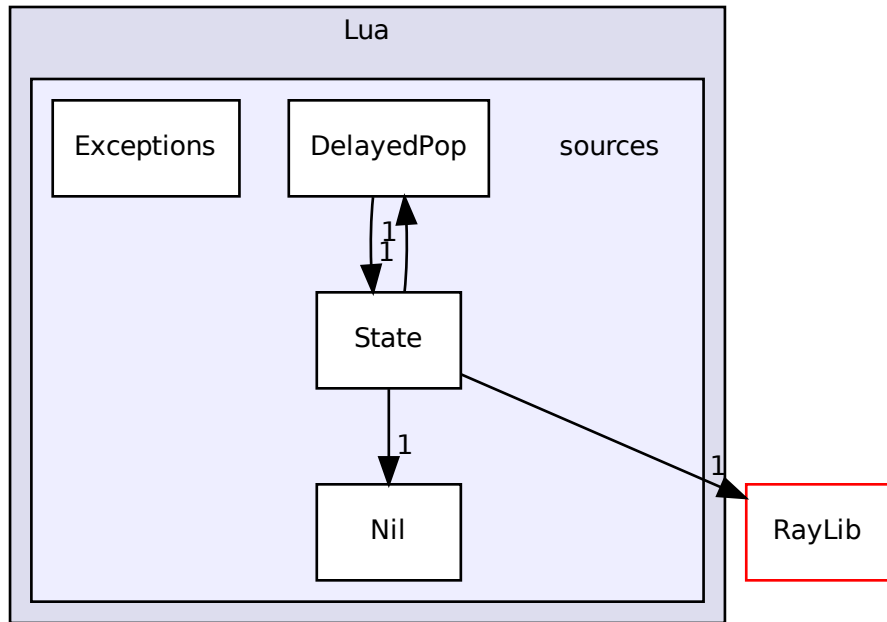 Lua
Exceptions
DelayedPop
sources
1
1
State
1
1
Nil
RayLib